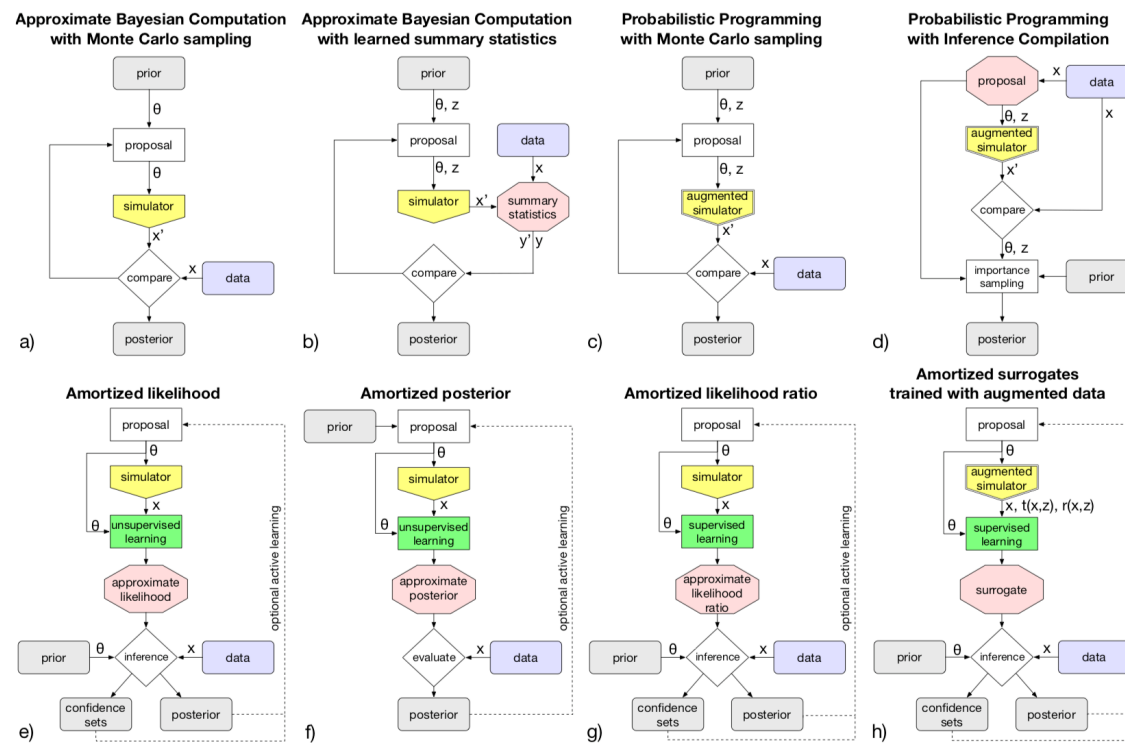 Approximate Bayesian Computation
with Monte Carlo sampling
prior
θ
proposal
θ
simulator
x'
compare
x
data
posterior
a)
Approximate Bayesian Computation
with learned summary statistics
prior
θ, z
proposal
data
θ, z
x
simulator
x'
summary
statistics
y' y
compare
posterior
b)
Probabilistic Programming
with Monte Carlo sampling
prior
θ, z
proposal
θ, z
augmented
simulator
x'
compare
x
data
posterior
c)
Probabilistic Programming
with Inference Compilation
proposal
x
data
θ, z
x
augmented
simulator
x'
compare
θ, z
importance
sampling
prior
posterior
d)
Amortized likelihood
proposal
θ
simulator
x
θ
unsupervised
learning
approximate
likelihood
prior
θ
inference
x
data
confidence
sets
posterior
optional active learning
e)
Amortized posterior
prior
proposal
θ
simulator
x
θ
unsupervised
learning
approximate
posterior
evaluate
x
data
posterior
optional active learning
f)
Amortized likelihood ratio
proposal
θ
simulator
x
θ
supervised
learning
approximate
likelihood
ratio
prior
θ
inference
x
data
confidence
sets
posterior
optional active learning
g)
Amortized surrogates
trained with augmented data
proposal
θ
augmented
simulator
x, t(x,z), r(x,z)
θ
supervised
learning
surrogate
prior
θ
inference
x
data
confidence
sets
posterior
h)